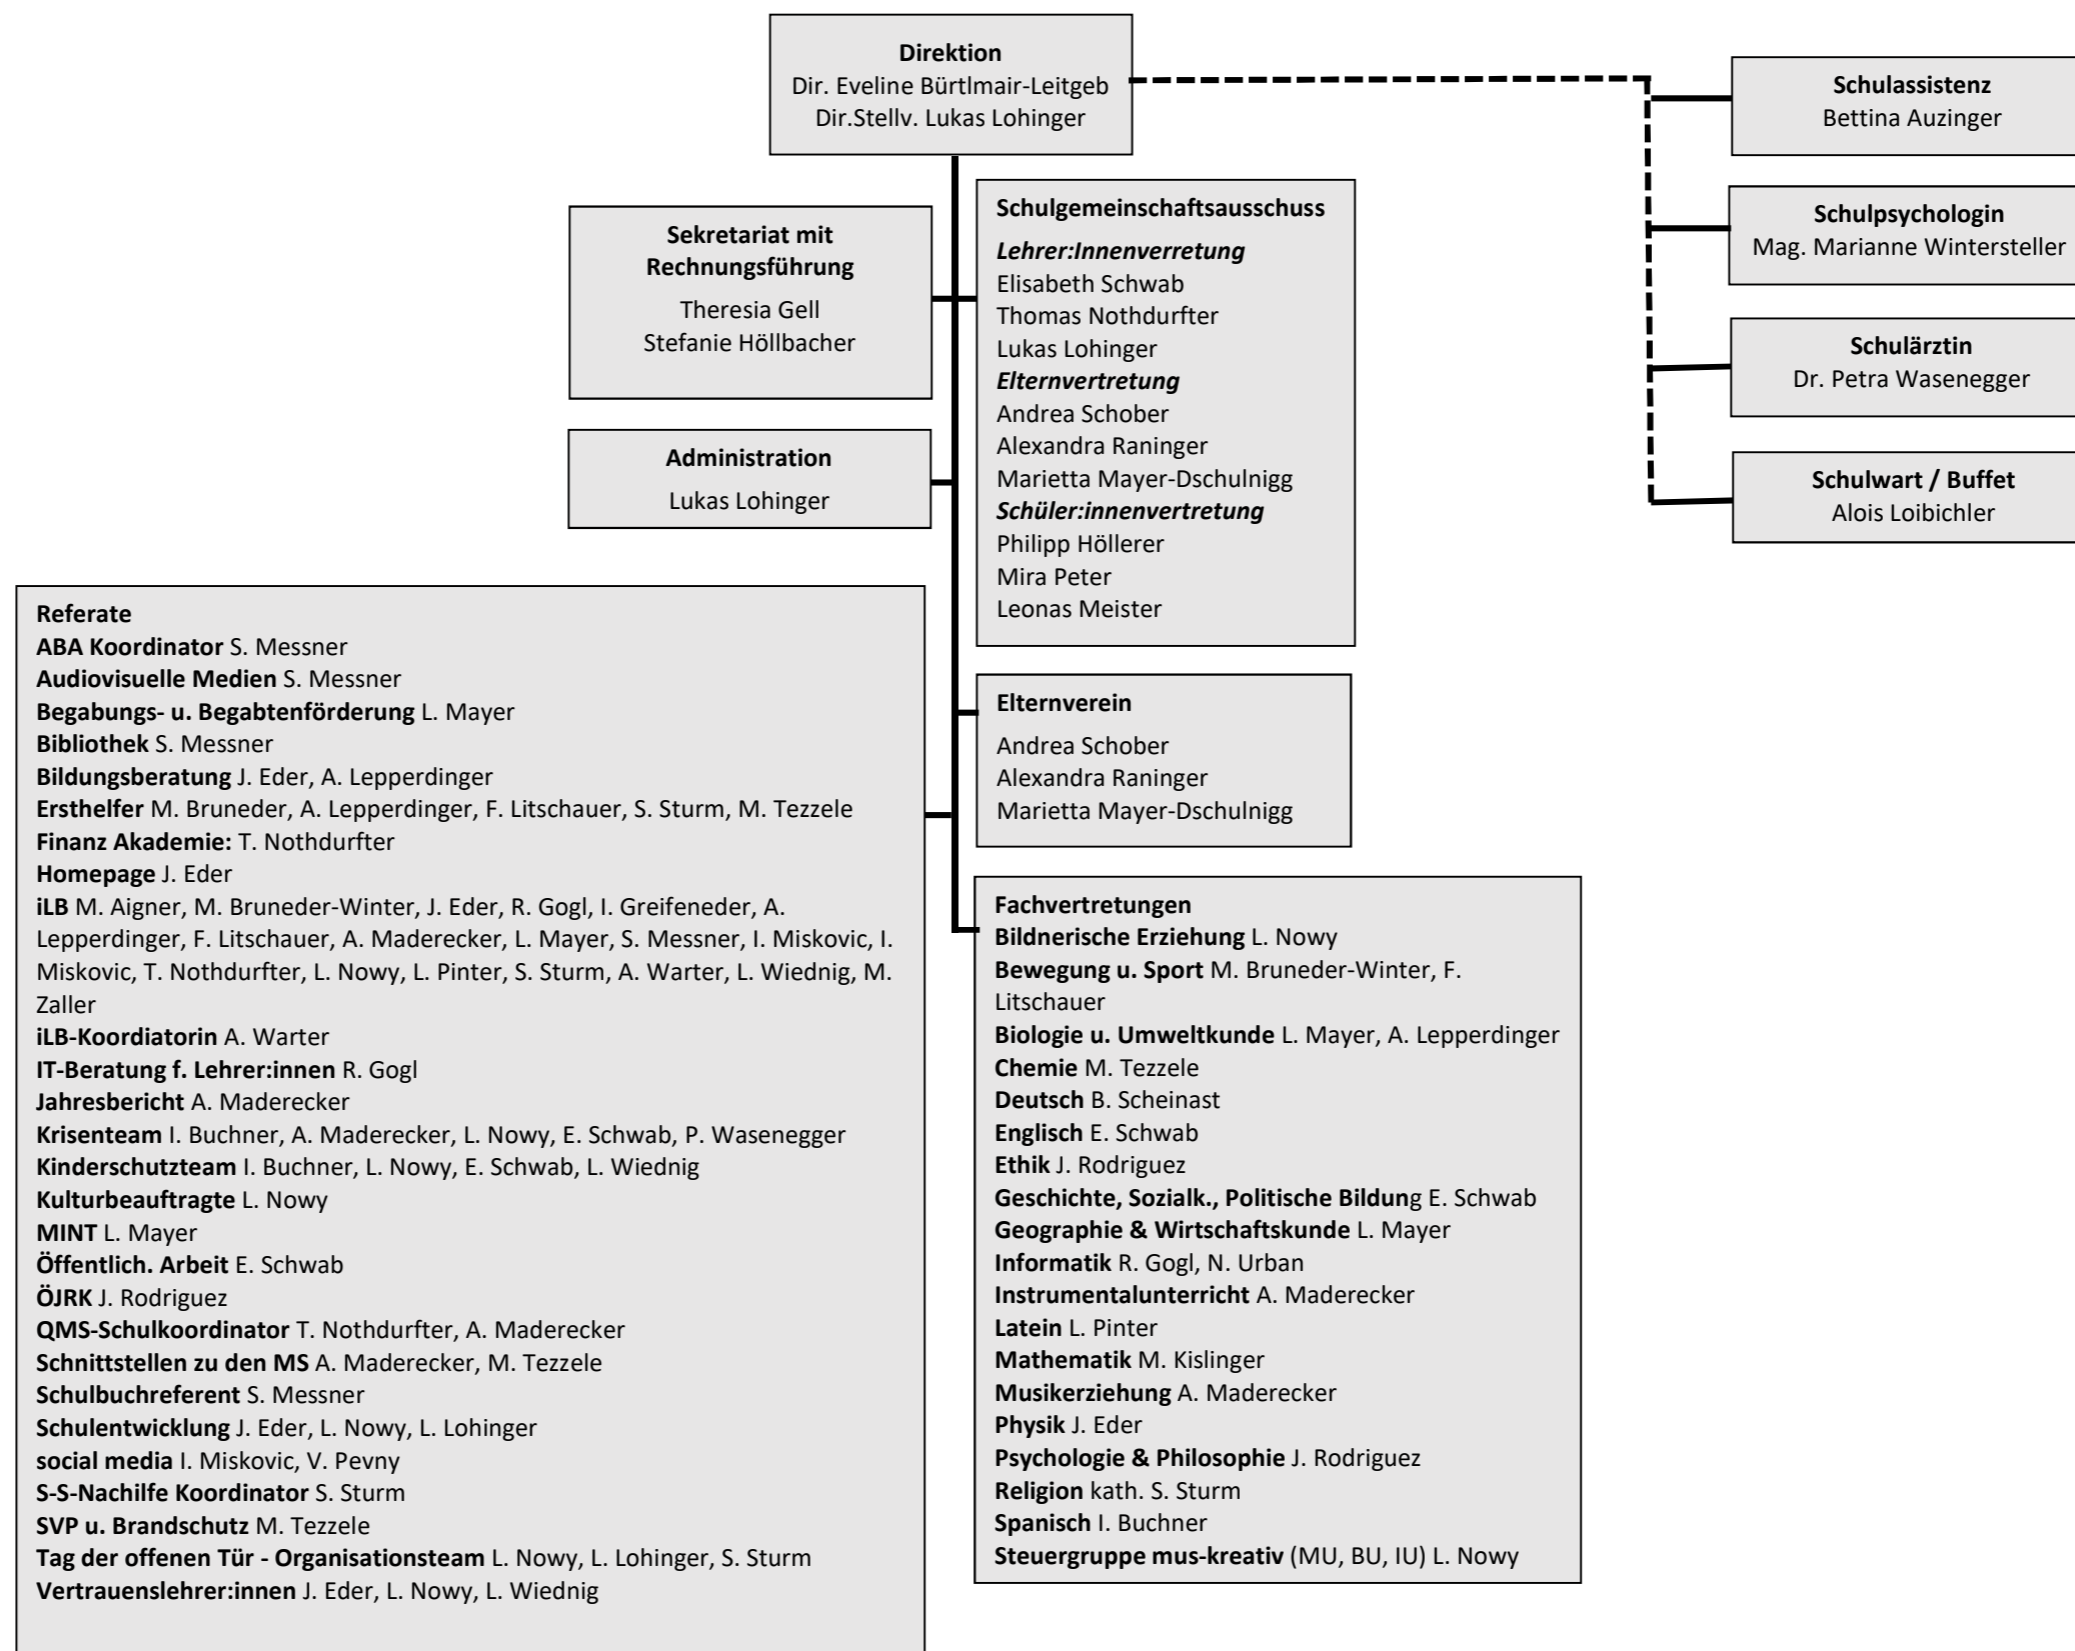 Direktion
Dir. Eveline Bürtlmair-Leitgeb
Dir.Stellv. Lukas Lohinger
Schulassistenz
Bettina Auzinger
Schulpsychologin
Mag. Marianne Wintersteller
Schulärztin
Dr. Petra Wasenegger
Schulwart / Buffet
Alois Loibichler
Sekretariat mit
Rechnungsführung
Theresia Gell
Stefanie Höllbacher
Administration
Lukas Lohinger
Schulgemeinschaftsausschuss
Lehrer:Innenverretung
Elisabeth Schwab
Thomas Nothdurfter
Lukas Lohinger
Elternvertretung
Andrea Schober
Alexandra Raninger
Marietta Mayer-Dschulnigg
Schüler:innenvertretung
Philipp Höllerer
Mira Peter
Leonas Meister
Elternverein
Andrea Schober
Alexandra Raninger
Marietta Mayer-Dschulnigg
Referate
ABA Koordinator S. Messner
Audiovisuelle Medien S. Messner
Begabungs- u. Begabtenförderung L. Mayer
Bibliothek S. Messner
Bildungsberatung J. Eder, A. Lepperdinger
Ersthelfer M. Bruneder, A. Lepperdinger, F. Litschauer, S. Sturm, M. Tezzele
Finanz Akademie: T. Nothdurfter
Homepage J. Eder
iLB M. Aigner, M. Bruneder-Winter, J. Eder, R. Gogl, I. Greifeneder, A.
Lepperdinger, F. Litschauer, A. Maderecker, L. Mayer, S. Messner, I. Miskovic, I.
Miskovic, T. Nothdurfter, L. Nowy, L. Pinter, S. Sturm, A. Warter, L. Wiednig, M.
Zaller
iLB-Koordiatorin A. Warter
IT-Beratung f. Lehrer:innen R. Gogl
Jahresbericht A. Maderecker
Krisenteam I. Buchner, A. Maderecker, L. Nowy, E. Schwab, P. Wasenegger
Kinderschutzteam I. Buchner, L. Nowy, E. Schwab, L. Wiednig
Kulturbeauftragte L. Nowy
MINT L. Mayer
Öffentlich. Arbeit E. Schwab
ÖJRK J. Rodriguez
QMS-Schulkoordinator T. Nothdurfter, A. Maderecker
Schnittstellen zu den MS A. Maderecker, M. Tezzele
Schulbuchreferent S. Messner
Schulentwicklung J. Eder, L. Nowy, L. Lohinger
social media I. Miskovic, V. Pevny
S-S-Nachilfe Koordinator S. Sturm
SVP u. Brandschutz M. Tezzele
Tag der offenen Tür - Organisationsteam L. Nowy, L. Lohinger, S. Sturm
Vertrauenslehrer:innen J. Eder, L. Nowy, L. Wiednig
Fachvertretungen
Bildnerische Erziehung L. Nowy
Bewegung u. Sport M. Bruneder-Winter, F.
Litschauer
Biologie u. Umweltkunde L. Mayer, A. Lepperdinger
Chemie M. Tezzele
Deutsch B. Scheinast
Englisch E. Schwab
Ethik J. Rodriguez
Geschichte, Sozialk., Politische Bildung E. Schwab
Geographie & Wirtschaftskunde L. Mayer
Informatik R. Gogl, N. Urban
Instrumentalunterricht A. Maderecker
Latein L. Pinter
Mathematik M. Kislinger
Musikerziehung A. Maderecker
Physik J. Eder
Psychologie & Philosophie J. Rodriguez
Religion kath. S. Sturm
Spanisch I. Buchner
Steuergruppe mus-kreativ (MU, BU, IU) L. Nowy